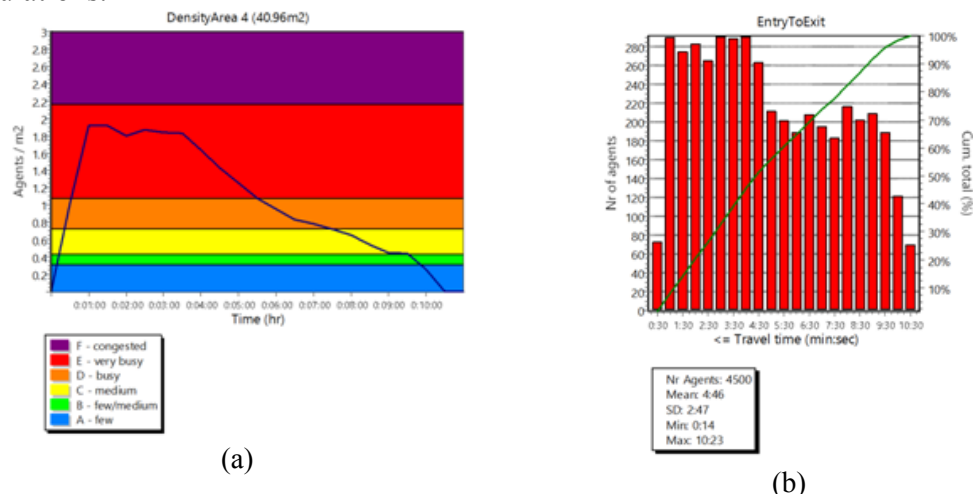 DensityArea 4 (40.96m2)
3
2.8
2.6
2.4
2.2
2
1.8
1.6
1.4
1.2
1
0.8
0.6
0.4
0.2
Agents / m2
0:01:00 0:02:00 0:03:00 0:04:00 0:05:00 0:06:00 0:07:00 0:08:00 0:09:00 0:10:00
Time (hr)
F - congested
E - very busy
D - busy
C - medium
B - few/medium
A - few
(a)
EntryToExit
280
260
240
220
200
180
160
140
120
100
80
60
40
20
0
Nr of agents
100%
90%
80%
70%
60%
50%
40%
30%
20%
10%
Cum. total (%)
0:30 1:30 2:30 3:30 4:30 5:30 6:30 7:30 8:30 9:30 10:30
<= Travel time (min:sec)
Nr Agents: 4500
Mean: 4:46
SD: 2:47
Min: 0:14
Max: 10:23
(b)